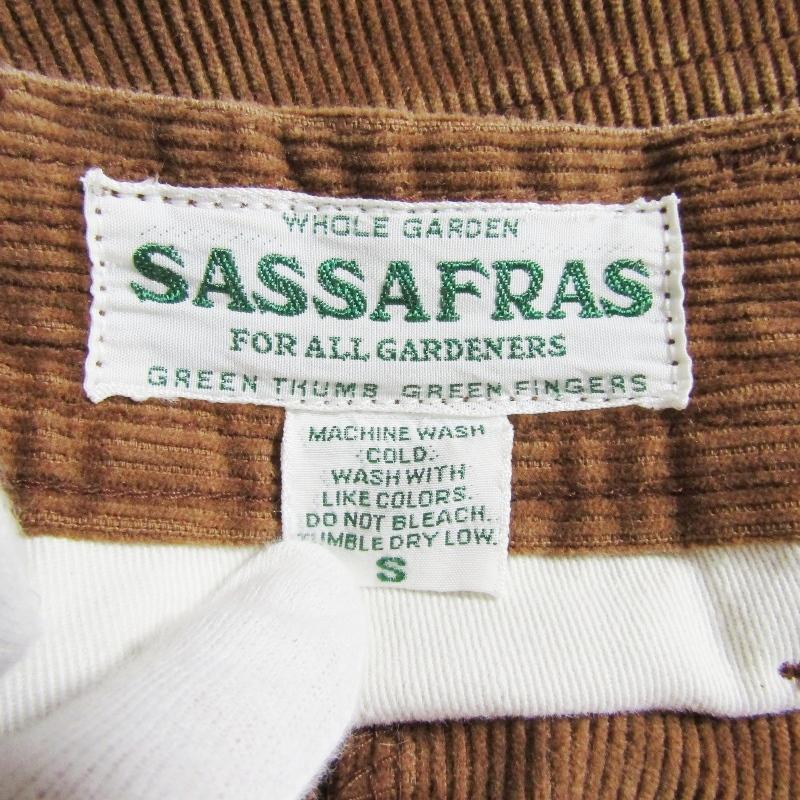 WHOLE GARDEN
SASSAFRAS
FOR ALL GARDENERS
GREEN THUMB GREEN FINGERS
MACHINE WASH
COLD.
WASH WITH
LIKE COLORS.
DO NOT BLEACH.
TUMBLE DRY LOW.
S